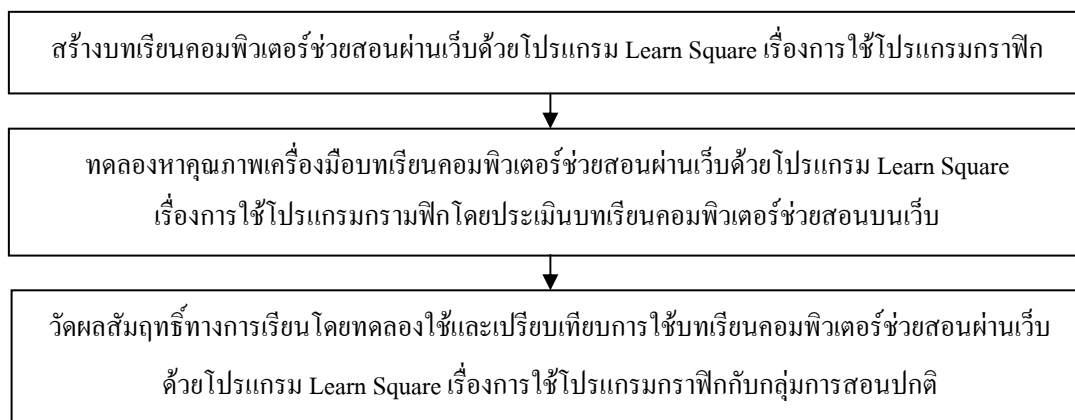 สร้างบทเรียนคอมพิวเตอร์ช่วยสอนผ่านเว็บด้วยโปรแกรม Learn Square เรื่องการใช้โปรแกรมกราฟิก
ทดลองหาคุณภาพเครื่องมือบทเรียนคอมพิวเตอร์ช่วยสอนผ่านเว็บด้วยโปรแกรม Learn Square
เรื่องการใช้โปรแกรมกรามฟิกโดยประเมินบทเรียนคอมพิวเตอร์ช่วยสอนบนเว็บ
วัดผลสัมฤทธิ์ทางการเรียนโดยทดลองใช้และเปรียบเทียบการใช้บทเรียนคอมพิวเตอร์ช่วยสอนผ่านเว็บ
ด้วยโปรแกรม Learn Square เรื่องการใช้โปรแกรมกราฟิกกับกลุ่มการสอนปกติ